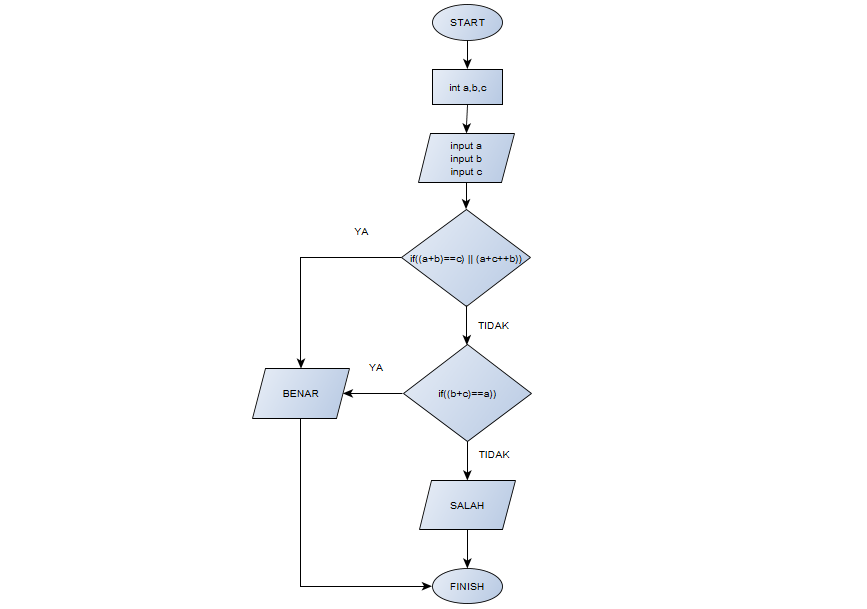 START
int a,b,c
input a
input b
input c
YA
if((a+b)==c) || (a+c++b))
TIDAK
YA
BENAR
if((b+c)==a))
TIDAK
SALAH
FINISH